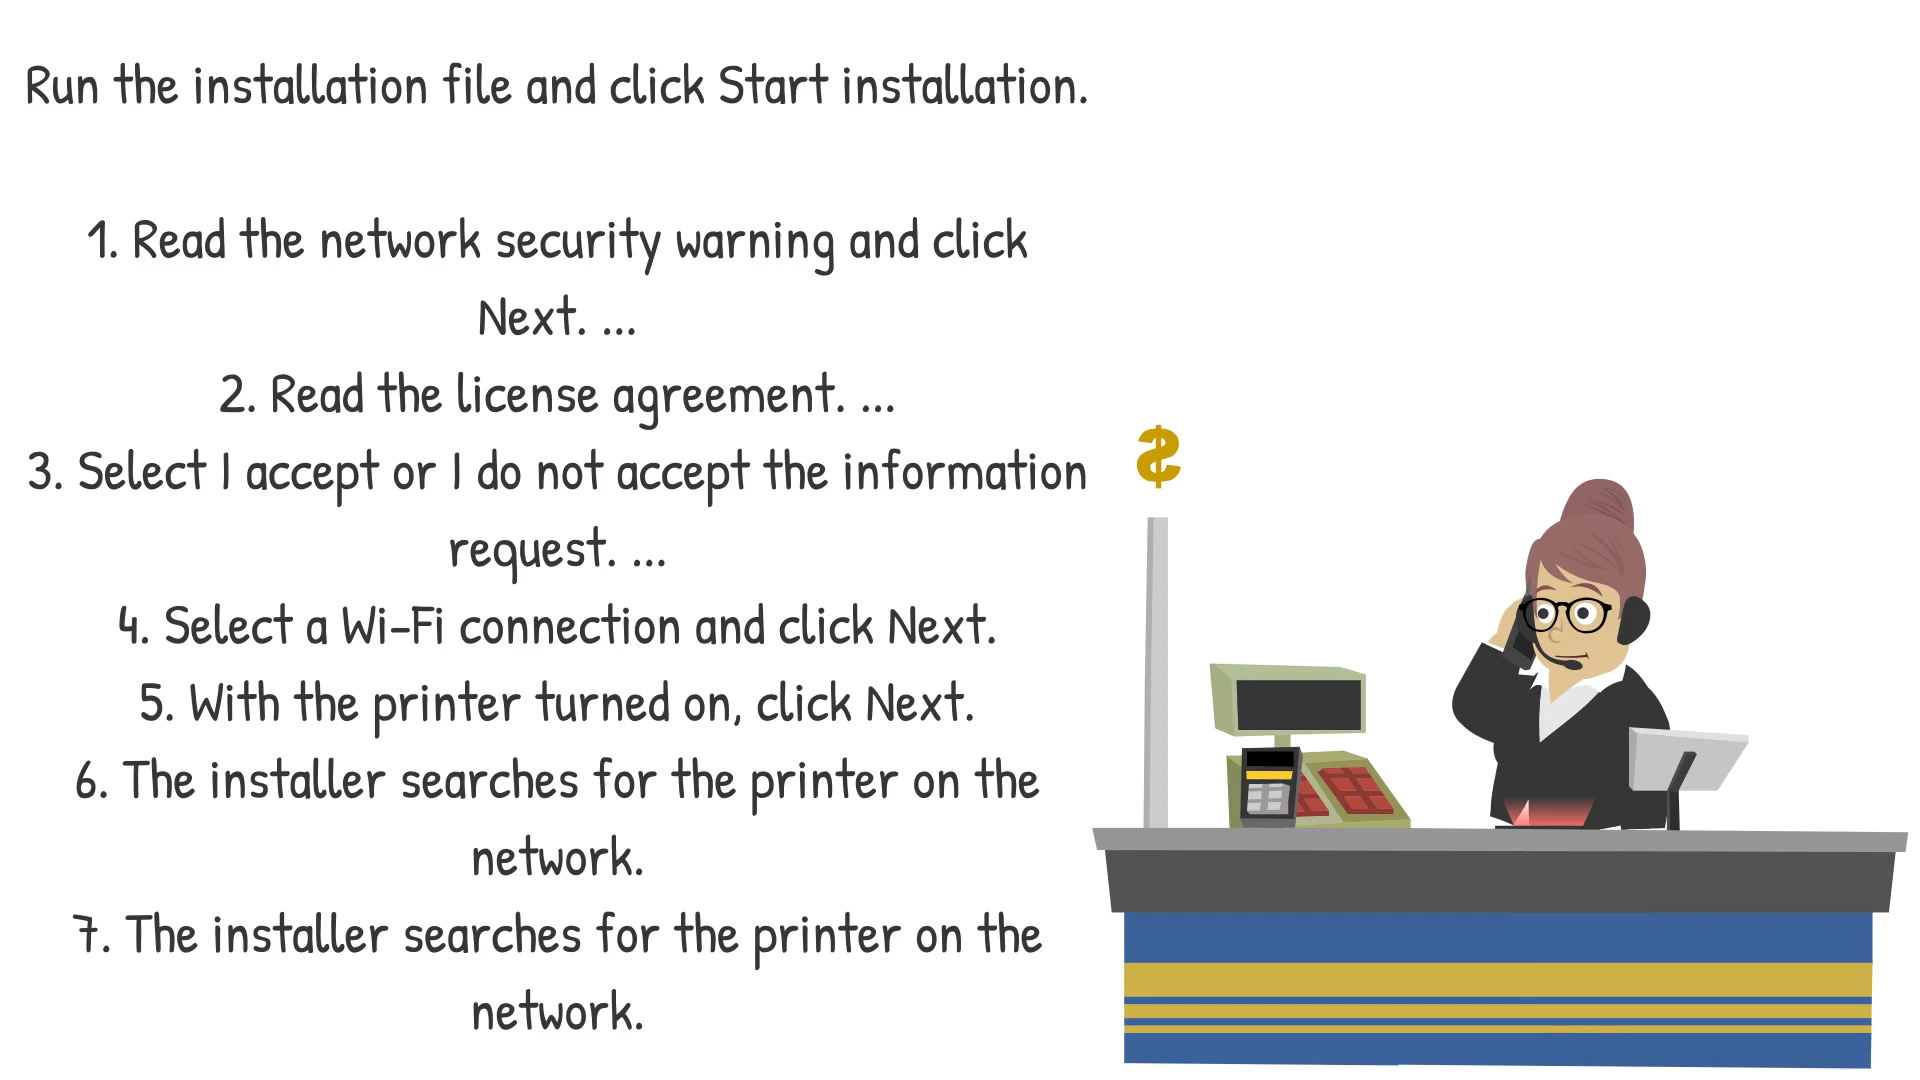 Run the installation file and click Start installation.
1. Read the network security warning and click
Next. ...
2. Read the license agreement. ...
3. Select I accept or I do not accept the information
request. ...
4. Select a Wi-Fi connection and click Next.
5. With the printer turned on, click Next.
6. The installer searches for the printer on the
network.
7. The installer searches for the printer on the
network.
$